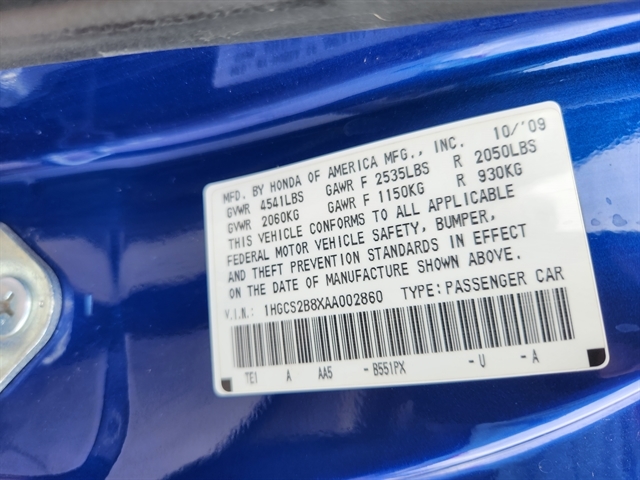 MFD. BY HONDA OF AMERICA MFG., INC. 10/'09
GVWR 4541LBS GAWR F 2535LBS R 2050LBS
GVWR 2060KG GAWR F 1150KG R 930KG
THIS VEHICLE CONFORMS TO ALL APPLICABLE
FEDERAL MOTOR VEHICLE SAFETY, BUMPER,
AND THEFT PREVENTION STANDARDS IN EFFECT
ON THE DATE OF MANUFACTURE SHOWN ABOVE.
V.I.N.: 1HGCS2B8XAA002860 TYPE:PASSENGER CAR
TE1 A AA5 - B551PX - U - A